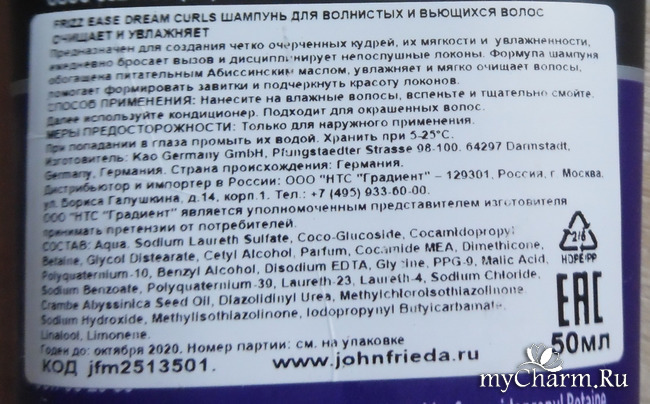 FRIZZ EASE DREAM CURLS ШАМПУНЬ ДЛЯ ВОЛНИСТЫХ И ВЬЮЩИХСЯ ВОЛОС
ОЧИЩАЕТ И УВЛАЖНЯЕТ
Предназначен для создания четко очерченных кудрей, их мягкости и увлаженности,
ежедневно бросает вызов и дисциплинирует непослушные локоны. Формула шампуня
обогащена питательным Абиссинским маслом, увлажняет и мягко очищает волосы,
помогает формировать завитки и подчеркнуть красоту локонов.
СПОСОБ ПРИМЕНЕНИЯ: Нанесите на влажные волосы, вспеньте и тщательно смойте.
Далее используйте кондиционер. Подходит для окрашенных волос.
МЕРЫ ПРЕДОСТОРОЖНОСТИ: Только для наружного применения.
При попадании в глаза промыть их водой. Хранить при 5-25°С.
Изготовитель: Kao Germany GmbH, Pfungstaedter Strasse 98-100. 64297 Darmstadt,
Germany, Германия. Страна происхождения: Германия.
Дистрибьютор и импортер в России: ООО "НТС "Градиент" – 129301, Россия, г. Москва,
ул. Бориса Галушкина, д.14, корп.1. Тел.: +7 (495) 933-60-00.
ООО "НТС "Градиент" является уполномоченным представителем изготовителя
принимать претензии от потребителей.
СОСТАВ: Aqua, Sodium Laureth Sulfate, Coco-Glucoside, Cocamidopropyl
Betaine, Glycol Distearate, Cetyl Alcohol, Parfum, Cocamide MEA, Dimethicone,
Polyquaternium-10, Benzyl Alcohol, Disodium EDTA, Glycine, PPG-9, Malic Acid,
Sodium Benzoate, Polyquaternium-39, Laureth-23, Laureth-4, Sodium Chloride,
Crambe Abyssinica Seed Oil, Diazolidinyl Urea, Methylchloroisothiazolinone,
Sodium Hydroxide, Methylisothiazolinone, Iodopropynyl Butylcarbamate,
Linalool, Limonene.
Годен до: октября 2020. Номер партии: см. на упаковке
КОД jfm2513501. www.johnfrieda.ru
2/5
HDPE/PP
EAC
50мл
myCharm.Ru